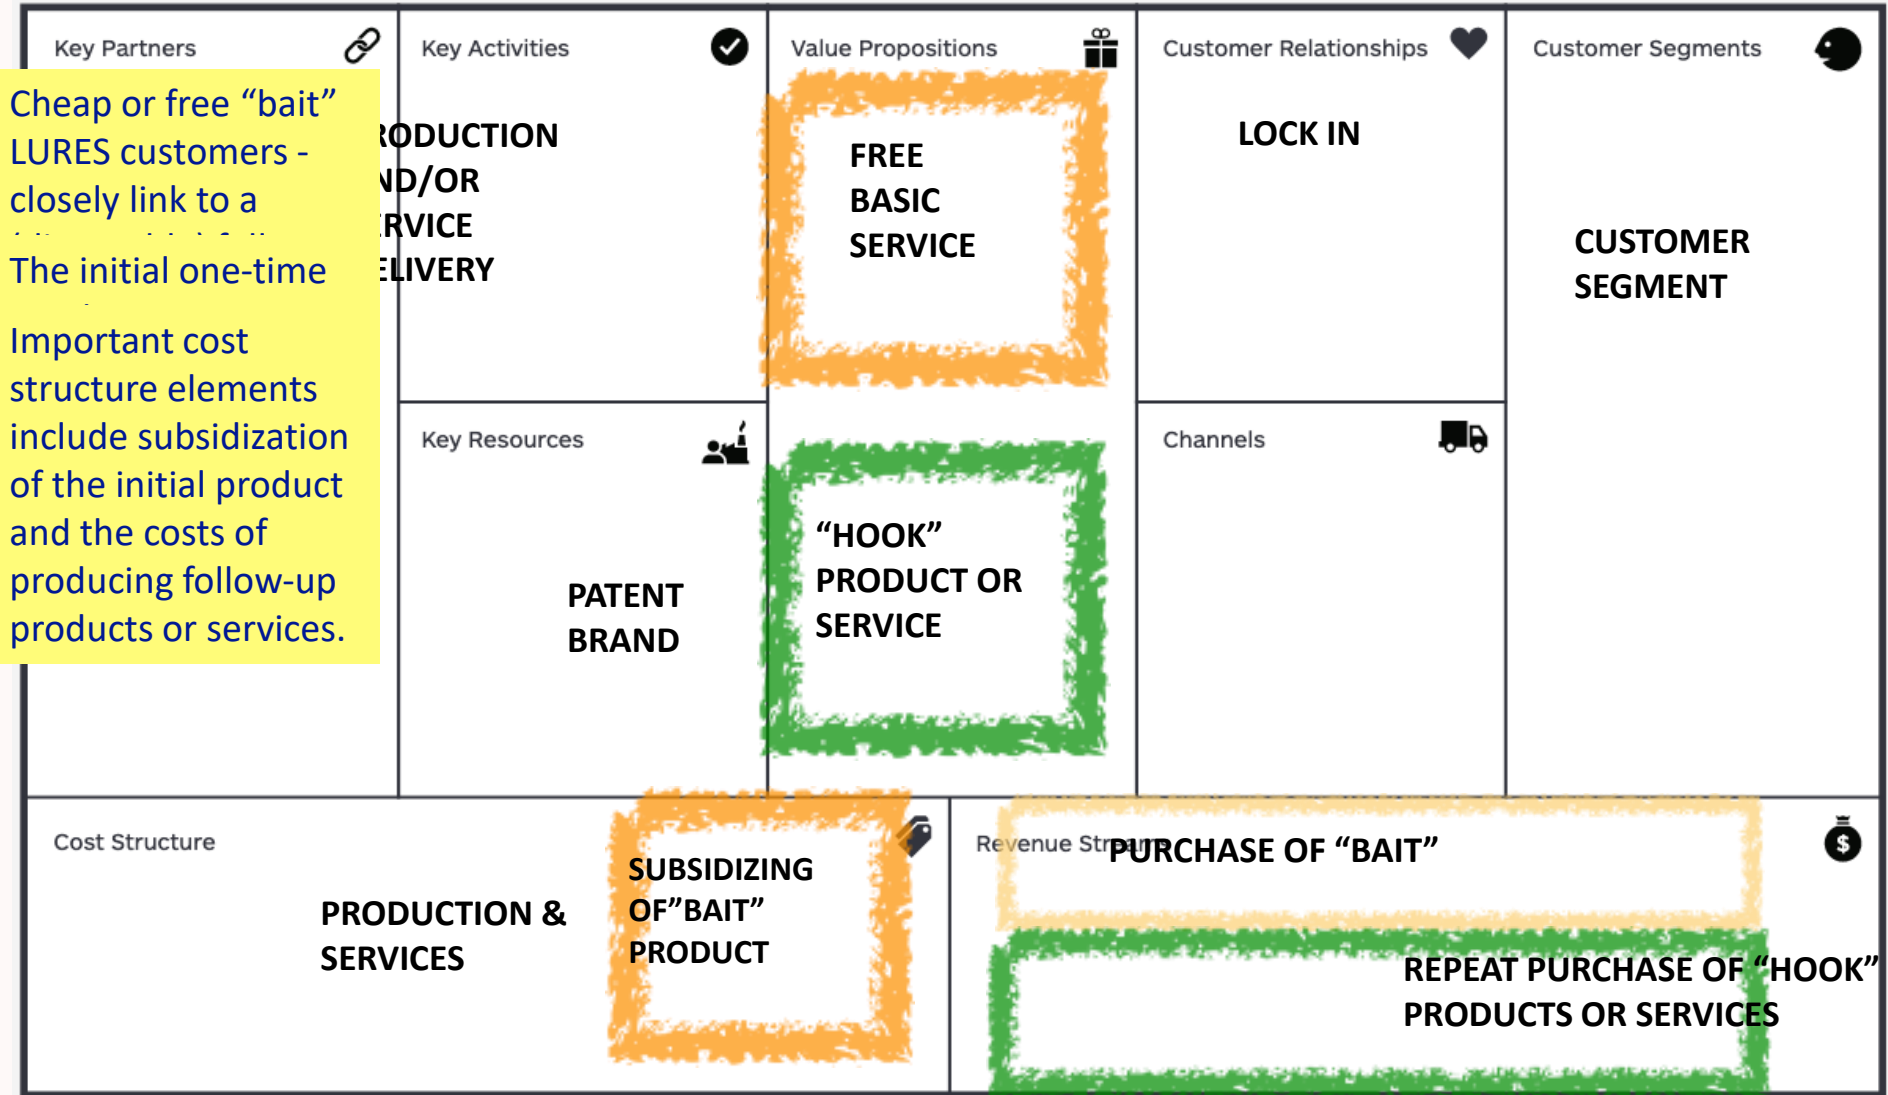 Key Partners
Cheap or free “bait”
LURES customers -
closely link to a
The initial one-time
Important cost
structure elements
include subsidization
of the initial product
and the costs of
producing follow-up
products or services.
Key Activities
RODUCTION
ND/OR
RVICE
ELIVERY
Key Resources
PATENT
BRAND
Value Propositions
FREE
BASIC
SERVICE
“HOOK”
PRODUCT OR
SERVICE
Customer Relationships
LOCK IN
Channels
Customer Segments
CUSTOMER
SEGMENT
Cost Structure
PRODUCTION &
SERVICES
SUBSIDIZING
OF”BAIT”
PRODUCT
Revenue Streams
PURCHASE OF “BAIT”
REPEAT PURCHASE OF “HOOK”
PRODUCTS OR SERVICES
$